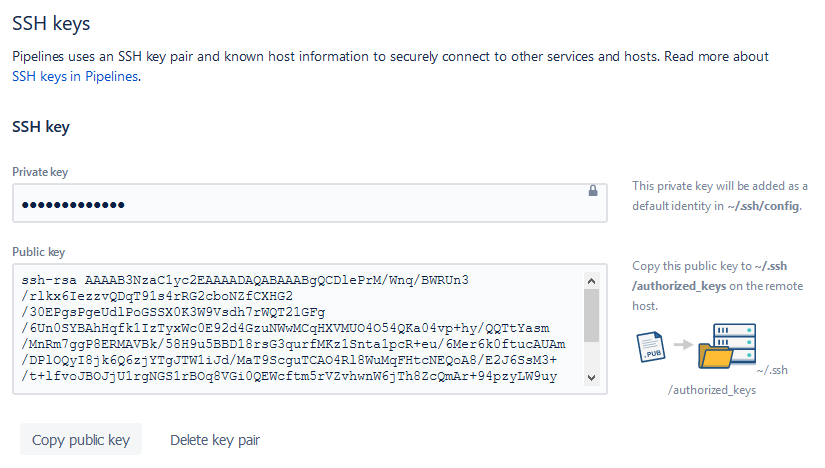 SSH keys
Pipelines uses an SSH key pair and known host information to securely connect to other services and hosts. Read more about
SSH keys in Pipelines.
SSH key
Private key
•••••••••••••
This private key will be added as a
default identity in ~/.ssh/config.
Public key
ssh-rsa AAAAB3NzaC1yc2EAAAADAQABAAABgQCDlePrM/Wnq/BWRUn3
/rlkx6IezzvQDqT91s4rRG2cboNZfCXHG2
/30EPgsPgeUdlPoGSSX0K3W9Vsdh7rWQT21GFg
/6Un0SYBAhHqfk1IzTyxWc0E92d4GzuNWwMCqHXVMUO4O54QKa04vp+hy/QQTtYasm
/MnRm7ggP8ERMAVBk/58H9u5BBD18rsG3qurfMKz1Snta1pcR+eu/6Mer6k0ftucAUAm
/DPlOQyI8jk6Q6zjYTgJTW1iJd/MaT9ScguTCAO4Rl8WuMqFHtcNEQoA8/E2J6SsM3+
/t+lfvoJBOJjU1rgNGS1rBOq8VGi0QEWcftm5rVZvhwnW6jTh8ZcQmAr+94pzyLW9uy
Copy this public key to ~/.ssh
/authorized_keys on the remote
host.
.PUB
~/.ssh
/authorized_keys
Copy public key
Delete key pair